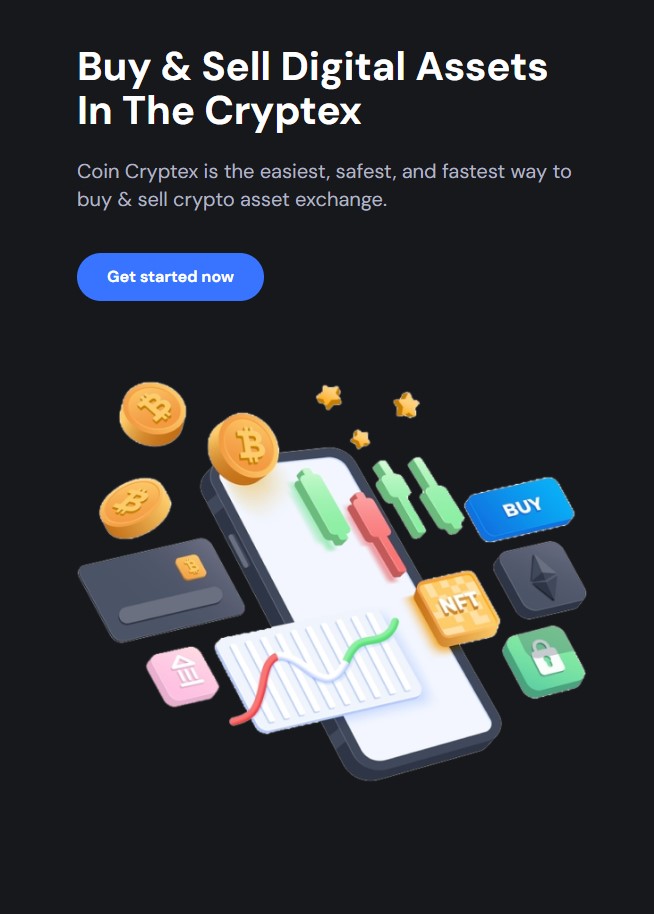 Buy & Sell Digital Assets
In The Cryptex
Coin Cryptex is the easiest, safest, and fastest way to
buy & sell crypto asset exchange.
Get started now
BUY
NFT